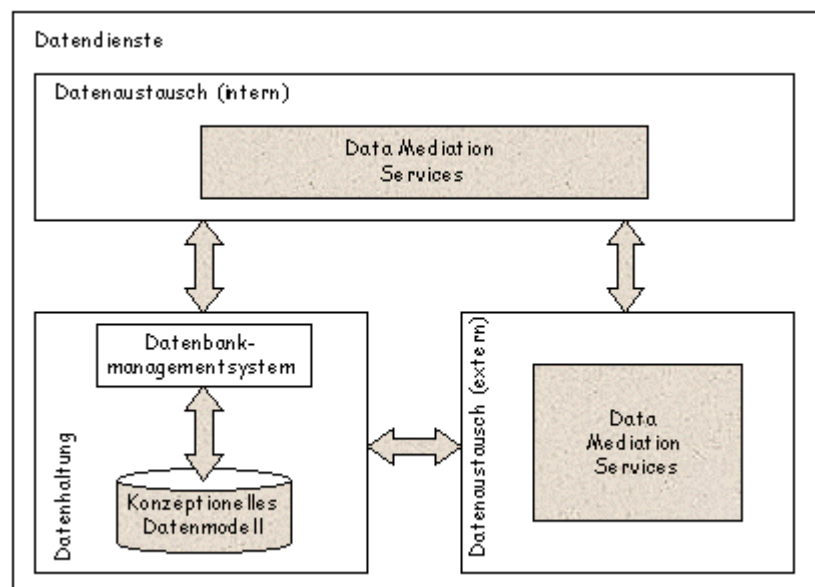 Datendienste
Datenaustausch (intern)
Data Mediation
Services
Datenbank-
managementsystem
Datenhaltung
Konzeptionelles
Datenmodell
Datenaustausch (extern)
Data
Mediation
Services